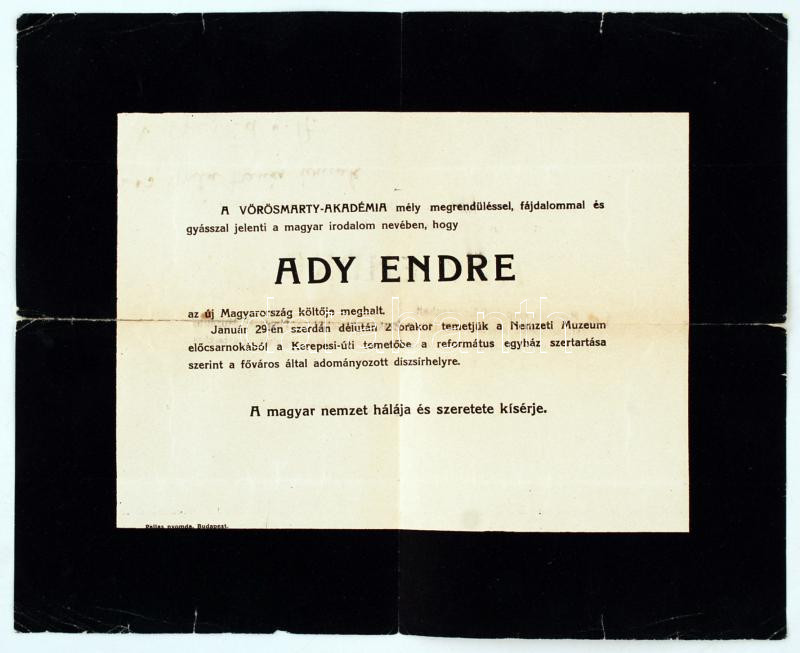 A VÖRÖSMARTY-AKADÉMIA mély megrendüléssel, fájdalommal és
gyásszal jelenti a magyar irodalom nevében, hogy
ADY ENDRE
az új Magyarország költője meghalt.
Január 29-én szerdán délután 2 órakor temetjük a Nemzeti Muzeum
előcsarnokából a Kerepesi-úti temetőbe a református egyház szertartása
szerint a főváros által adományozott diszsírhelyre.
A magyar nemzet hálája és szeretete kísérje.
Pallas nyomda, Budapest.